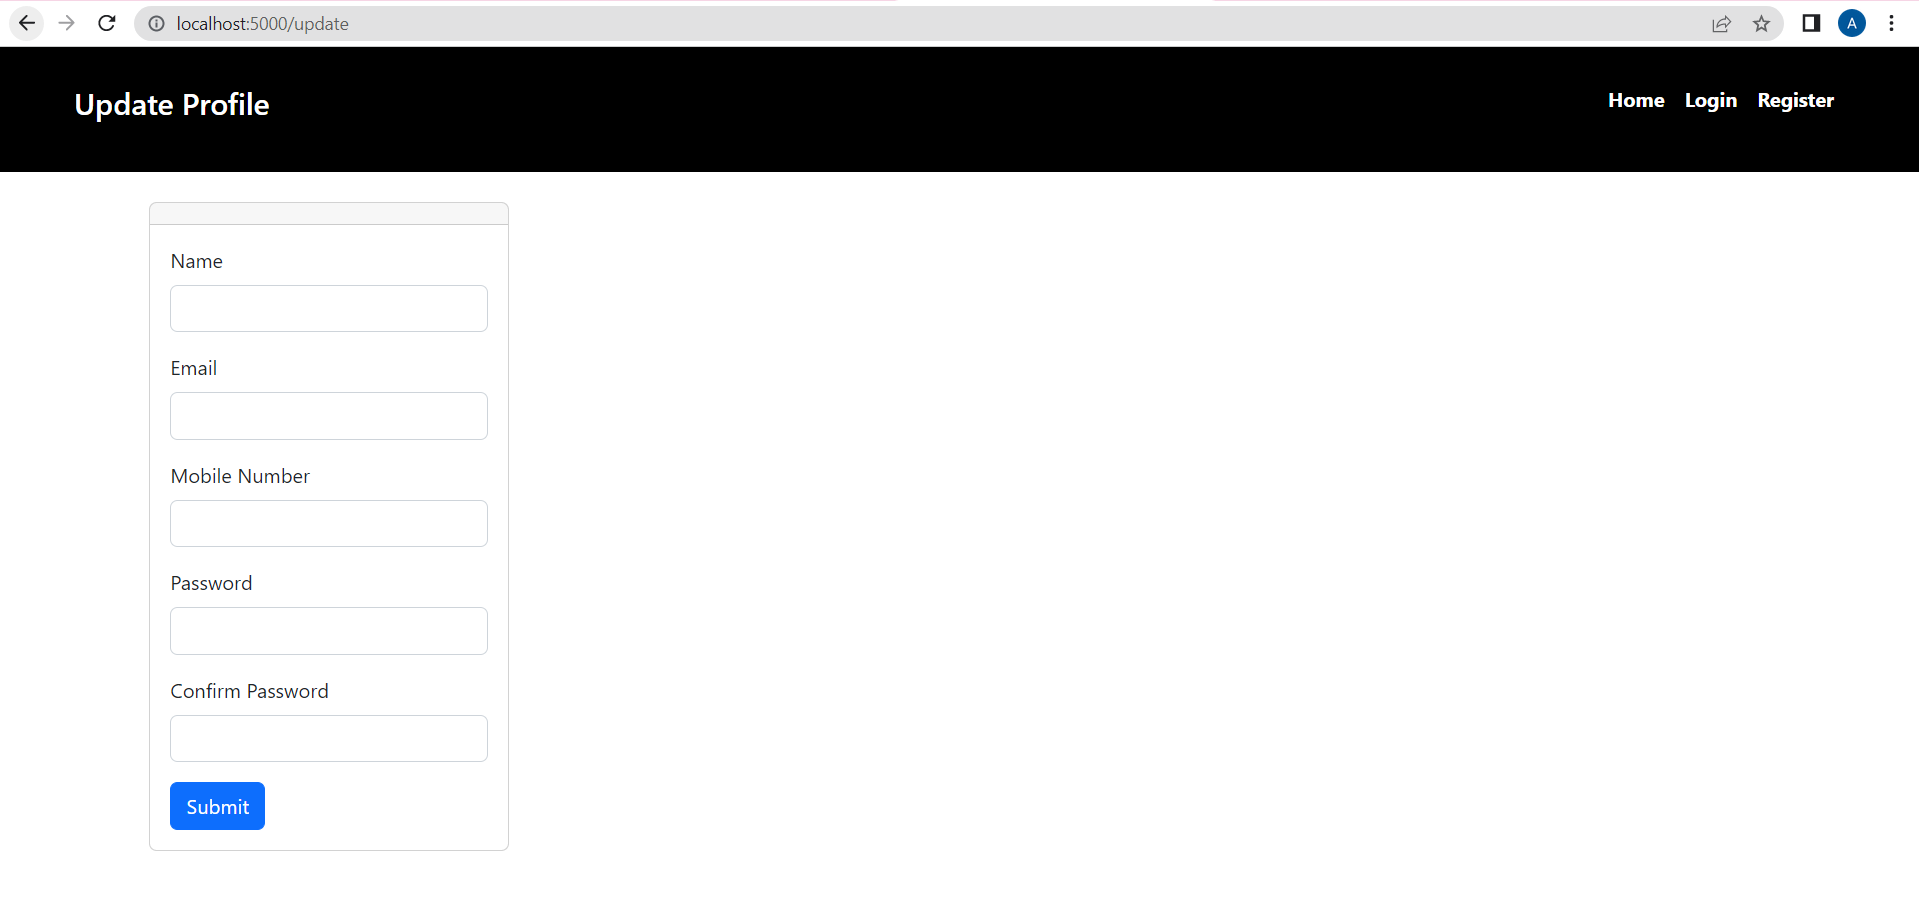 localhost:5000/update
A
Update Profile
Home Login Register
Name
Email
Mobile Number
Password
Confirm Password
Submit